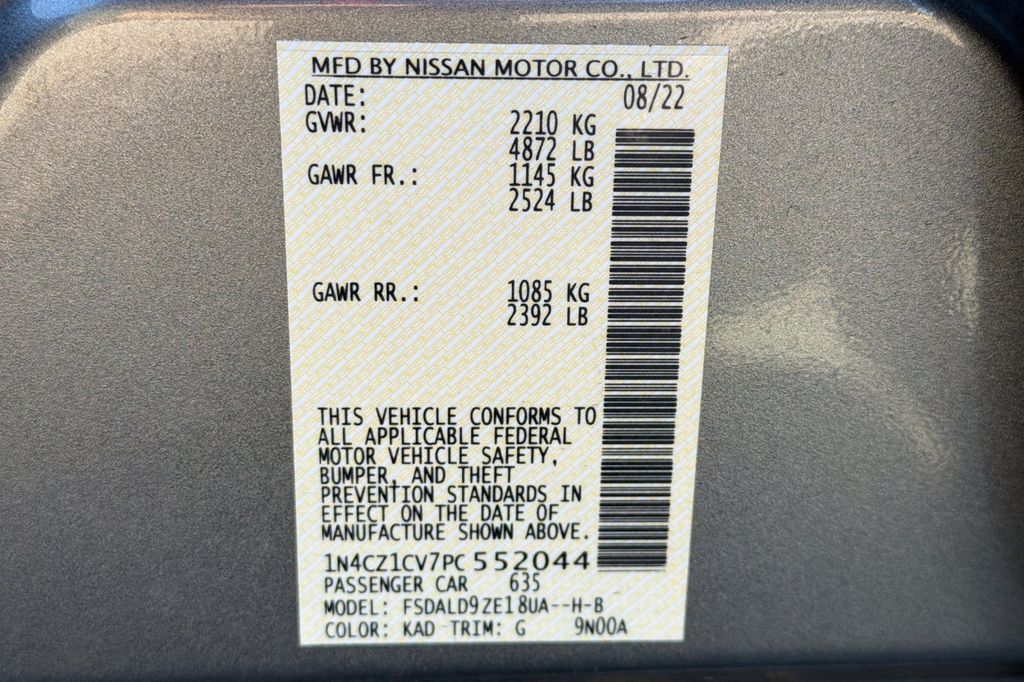 MFD BY NISSAN MOTOR CO., LTD.
DATE: 08/22
GVWR: 2210 KG
4872 LB
GAWR FR.: 1145 KG
2524 LB
GAWR RR.: 1085 KG
2392 LB
THIS VEHICLE CONFORMS TO
ALL APPLICABLE FEDERAL
MOTOR VEHICLE SAFETY,
BUMPER, AND THEFT
PREVENTION STANDARDS IN
EFFECT ON THE DATE OF
MANUFACTURE SHOWN ABOVE.
1N4CZ1CV7PC552044
PASSENGER CAR 635
MODEL: FSDALD9ZE18UA--H-B
COLOR: KAD TRIM: G 9N00A